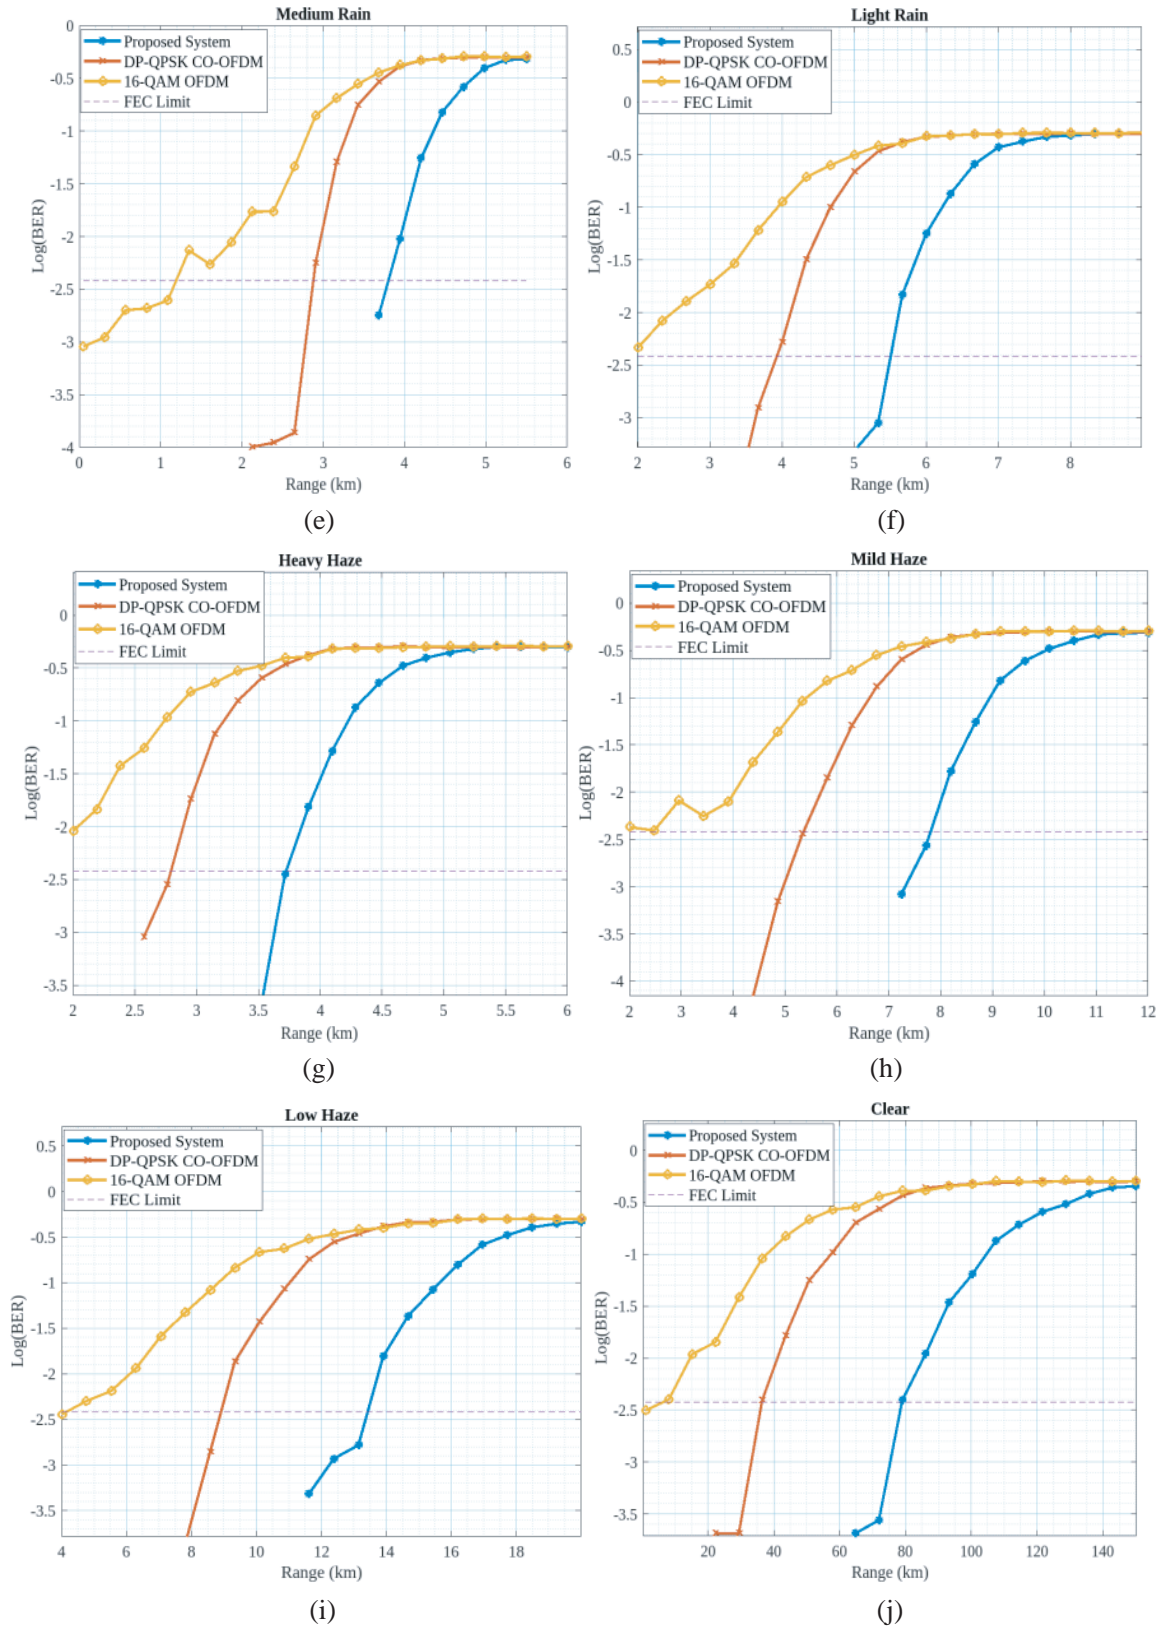 Medium Rain
Proposed System
DP-QPSK CO-OFDM
16-QAM OFDM
FEC Limit
0
-0.5
-1
-1.5
-2
-2.5
-3
-3.5
-4
Log(BER)
0 1 2 3 4 5 6
Range (km)
(e)
Light Rain
Proposed System
DP-QPSK CO-OFDM
16-QAM OFDM
FEC Limit
0.5
0
-0.5
-1
-1.5
-2
-2.5
-3
Log(BER)
2 3 4 5 6 7 8
Range (km)
(f)
Heavy Haze
Proposed System
DP-QPSK CO-OFDM
16-QAM OFDM
FEC Limit
0
-0.5
-1
-1.5
-2
-2.5
-3
-3.5
Log(BER)
2 2.5 3 3.5 4 4.5 5 5.5 6
Range (km)
(g)
Mild Haze
Proposed System
DP-QPSK CO-OFDM
16-QAM OFDM
FEC Limit
0
-0.5
-1
-1.5
-2
-2.5
-3
-3.5
-4
Log(BER)
2 3 4 5 6 7 8 9 10 11 12
Range (km)
(h)
Low Haze
Proposed System
DP-QPSK CO-OFDM
16-QAM OFDM
FEC Limit
0.5
0
-0.5
-1
-1.5
-2
-2.5
-3
-3.5
Log(BER)
4 6 8 10 12 14 16 18
Range (km)
(i)
Clear
Proposed System
DP-QPSK CO-OFDM
16-QAM OFDM
FEC Limit
0
-0.5
-1
-1.5
-2
-2.5
-3
-3.5
Log(BER)
20 40 60 80 100 120 140
Range (km)
(j)